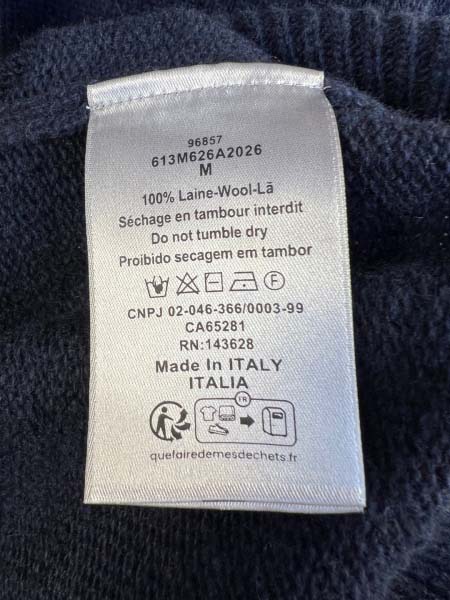 96857
613M626A2026
M
100% Laine-Wool-Lã
Séchage en tambour interdit
Do not tumble dry
Proibido secagem em tambor
F
CNPJ 02-046-366/0003-99
CA65281
RN:143628
Made In ITALY
ITALIA
FR
quefairedemesdechets.fr